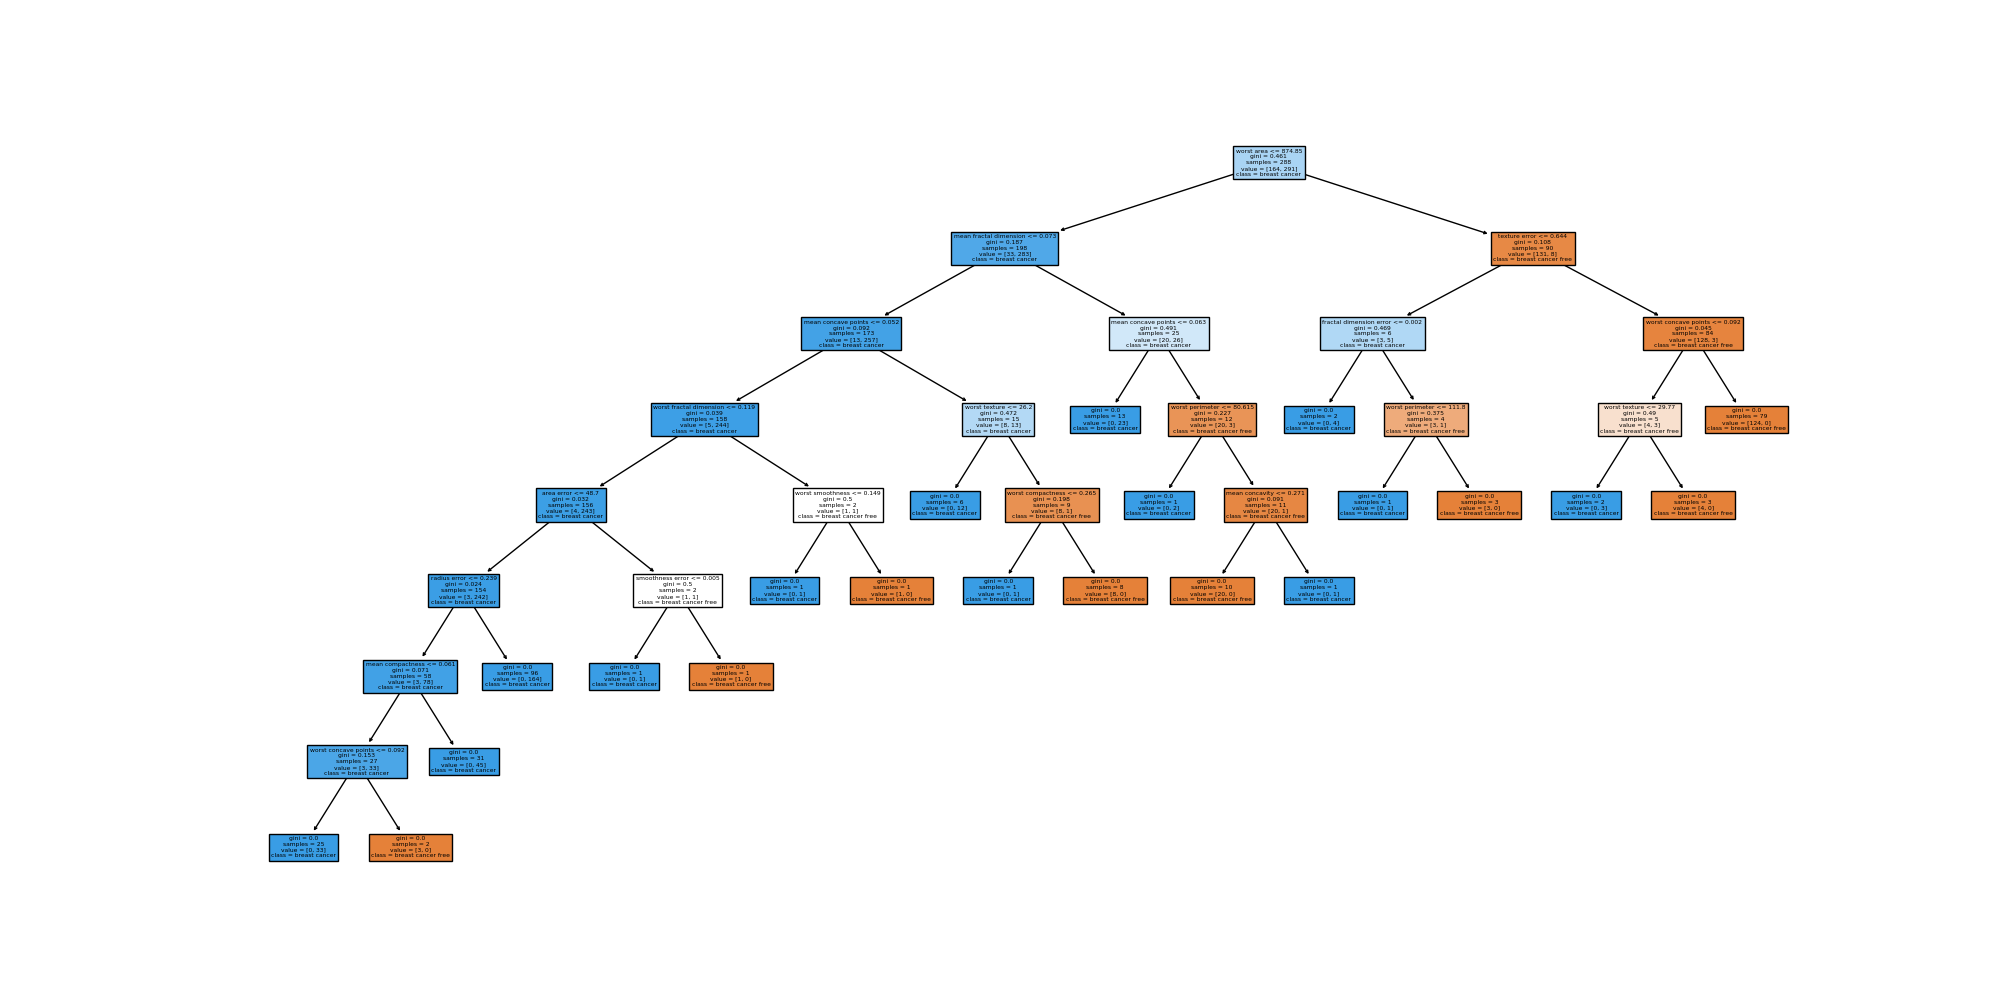 worst area <= 874.85
gini = 0.461
samples = 288
value = [164, 291]
class = breast cancer
mean fractal dimension <= 0.073
gini = 0.187
samples = 198
value = [33, 283]
class = breast cancer
texture error <= 0.644
gini = 0.108
samples = 90
value = [131, 8]
class = breast cancer free
mean concave points <= 0.052
gini = 0.092
samples = 173
value = [13, 257]
class = breast cancer
mean concave points <= 0.063
gini = 0.491
samples = 25
value = [20, 26]
class = breast cancer
fractal dimension error <= 0.002
gini = 0.469
samples = 6
value = [3, 5]
class = breast cancer
worst concave points <= 0.092
gini = 0.045
samples = 84
value = [128, 3]
class = breast cancer free
worst fractal dimension <= 0.119
gini = 0.039
samples = 158
value = [5, 244]
class = breast cancer
worst texture <= 26.2
gini = 0.472
samples = 15
value = [8, 13]
class = breast cancer
gini = 0.0
samples = 13
value = [0, 23]
class = breast cancer
worst perimeter <= 80.615
gini = 0.227
samples = 12
value = [20, 3]
class = breast cancer free
gini = 0.0
samples = 2
value = [0, 4]
class = breast cancer
worst perimeter <= 111.8
gini = 0.375
samples = 4
value = [3, 1]
class = breast cancer free
worst texture <= 29.77
gini = 0.49
samples = 5
value = [4, 3]
class = breast cancer free
gini = 0.0
samples = 79
value = [124, 0]
class = breast cancer free
area error <= 48.7
gini = 0.032
samples = 156
value = [4, 243]
class = breast cancer
worst smoothness <= 0.149
gini = 0.5
samples = 2
value = [1, 1]
class = breast cancer free
gini = 0.0
samples = 6
value = [0, 12]
class = breast cancer
worst compactness <= 0.265
gini = 0.198
samples = 9
value = [8, 1]
class = breast cancer free
gini = 0.0
samples = 1
value = [0, 2]
class = breast cancer
mean concavity <= 0.271
gini = 0.091
samples = 11
value = [20, 1]
class = breast cancer free
gini = 0.0
samples = 1
value = [0, 1]
class = breast cancer
gini = 0.0
samples = 3
value = [3, 0]
class = breast cancer free
gini = 0.0
samples = 2
value = [0, 3]
class = breast cancer
gini = 0.0
samples = 3
value = [4, 0]
class = breast cancer free
radius error <= 0.239
gini = 0.024
samples = 154
value = [3, 242]
class = breast cancer
smoothness error <= 0.005
gini = 0.5
samples = 2
value = [1, 1]
class = breast cancer free
gini = 0.0
samples = 1
value = [0, 1]
class = breast cancer
gini = 0.0
samples = 1
value = [1, 0]
class = breast cancer free
gini = 0.0
samples = 1
value = [0, 1]
class = breast cancer
gini = 0.0
samples = 8
value = [8, 0]
class = breast cancer free
gini = 0.0
samples = 10
value = [20, 0]
class = breast cancer free
gini = 0.0
samples = 1
value = [0, 1]
class = breast cancer
mean compactness <= 0.061
gini = 0.071
samples = 58
value = [3, 78]
class = breast cancer
gini = 0.0
samples = 96
value = [0, 164]
class = breast cancer
gini = 0.0
samples = 1
value = [0, 1]
class = breast cancer
gini = 0.0
samples = 1
value = [1, 0]
class = breast cancer free
worst concave points <= 0.092
gini = 0.153
samples = 27
value = [3, 33]
class = breast cancer
gini = 0.0
samples = 31
value = [0, 45]
class = breast cancer
gini = 0.0
samples = 25
value = [0, 33]
class = breast cancer
gini = 0.0
samples = 2
value = [3, 0]
class = breast cancer free